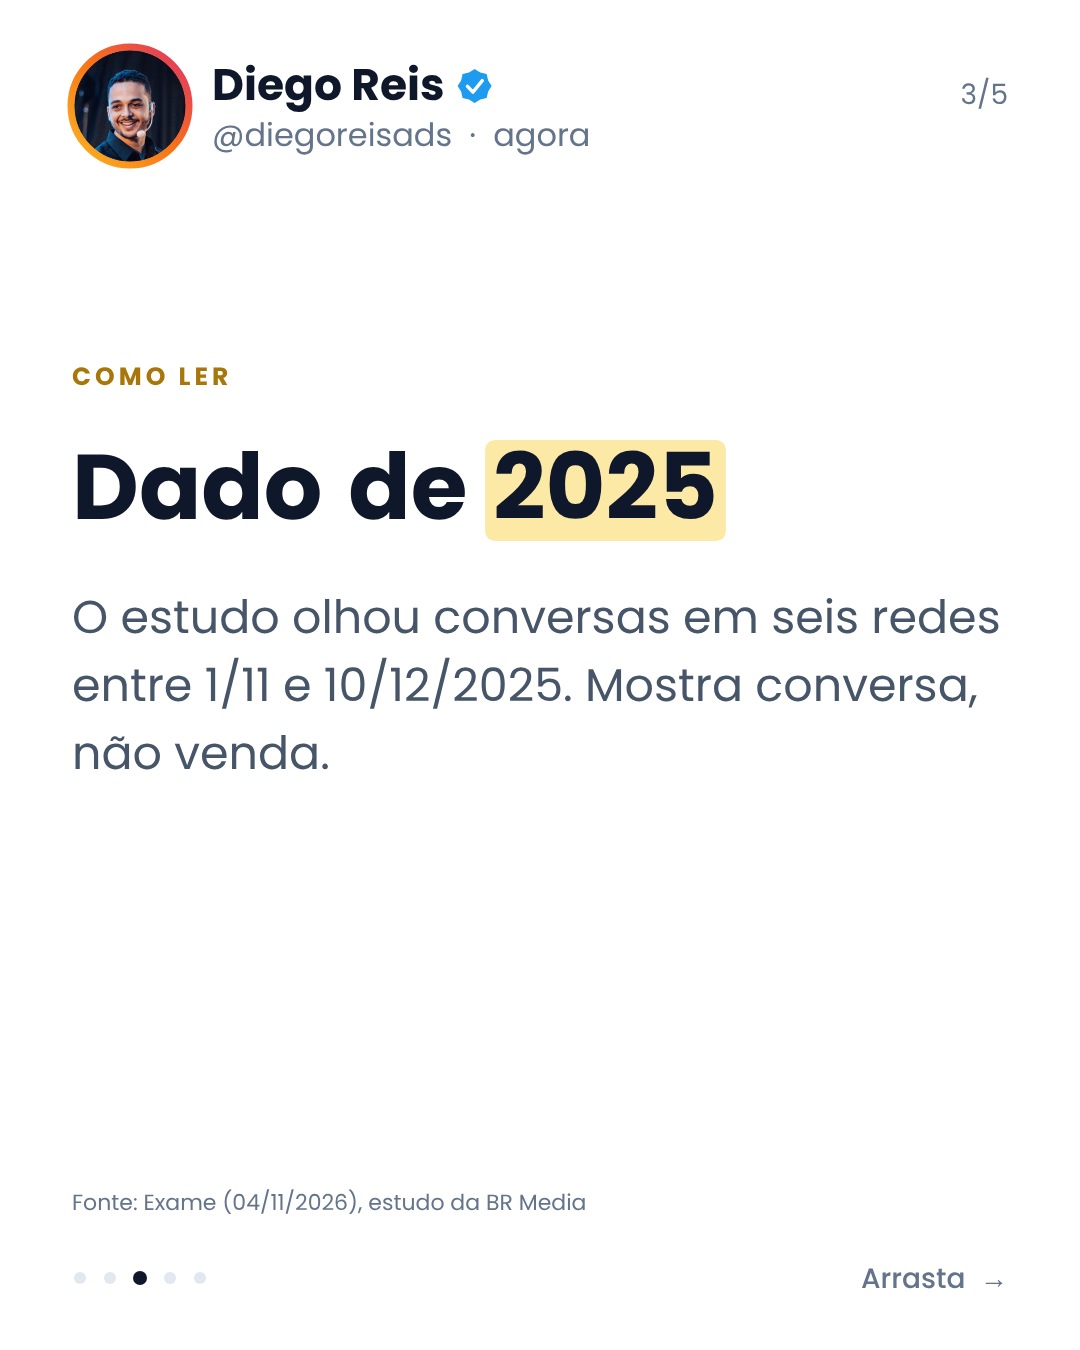 Diego Reis
3/5
@diegoreisads · agora
COMO LER
Dado de 2025
O estudo olhou conversas em seis redes
entre 1/11 e 10/12/2025. Mostra conversa,
não venda.
Fonte: Exame (04/11/2026), estudo da BR Media
Arrasta →